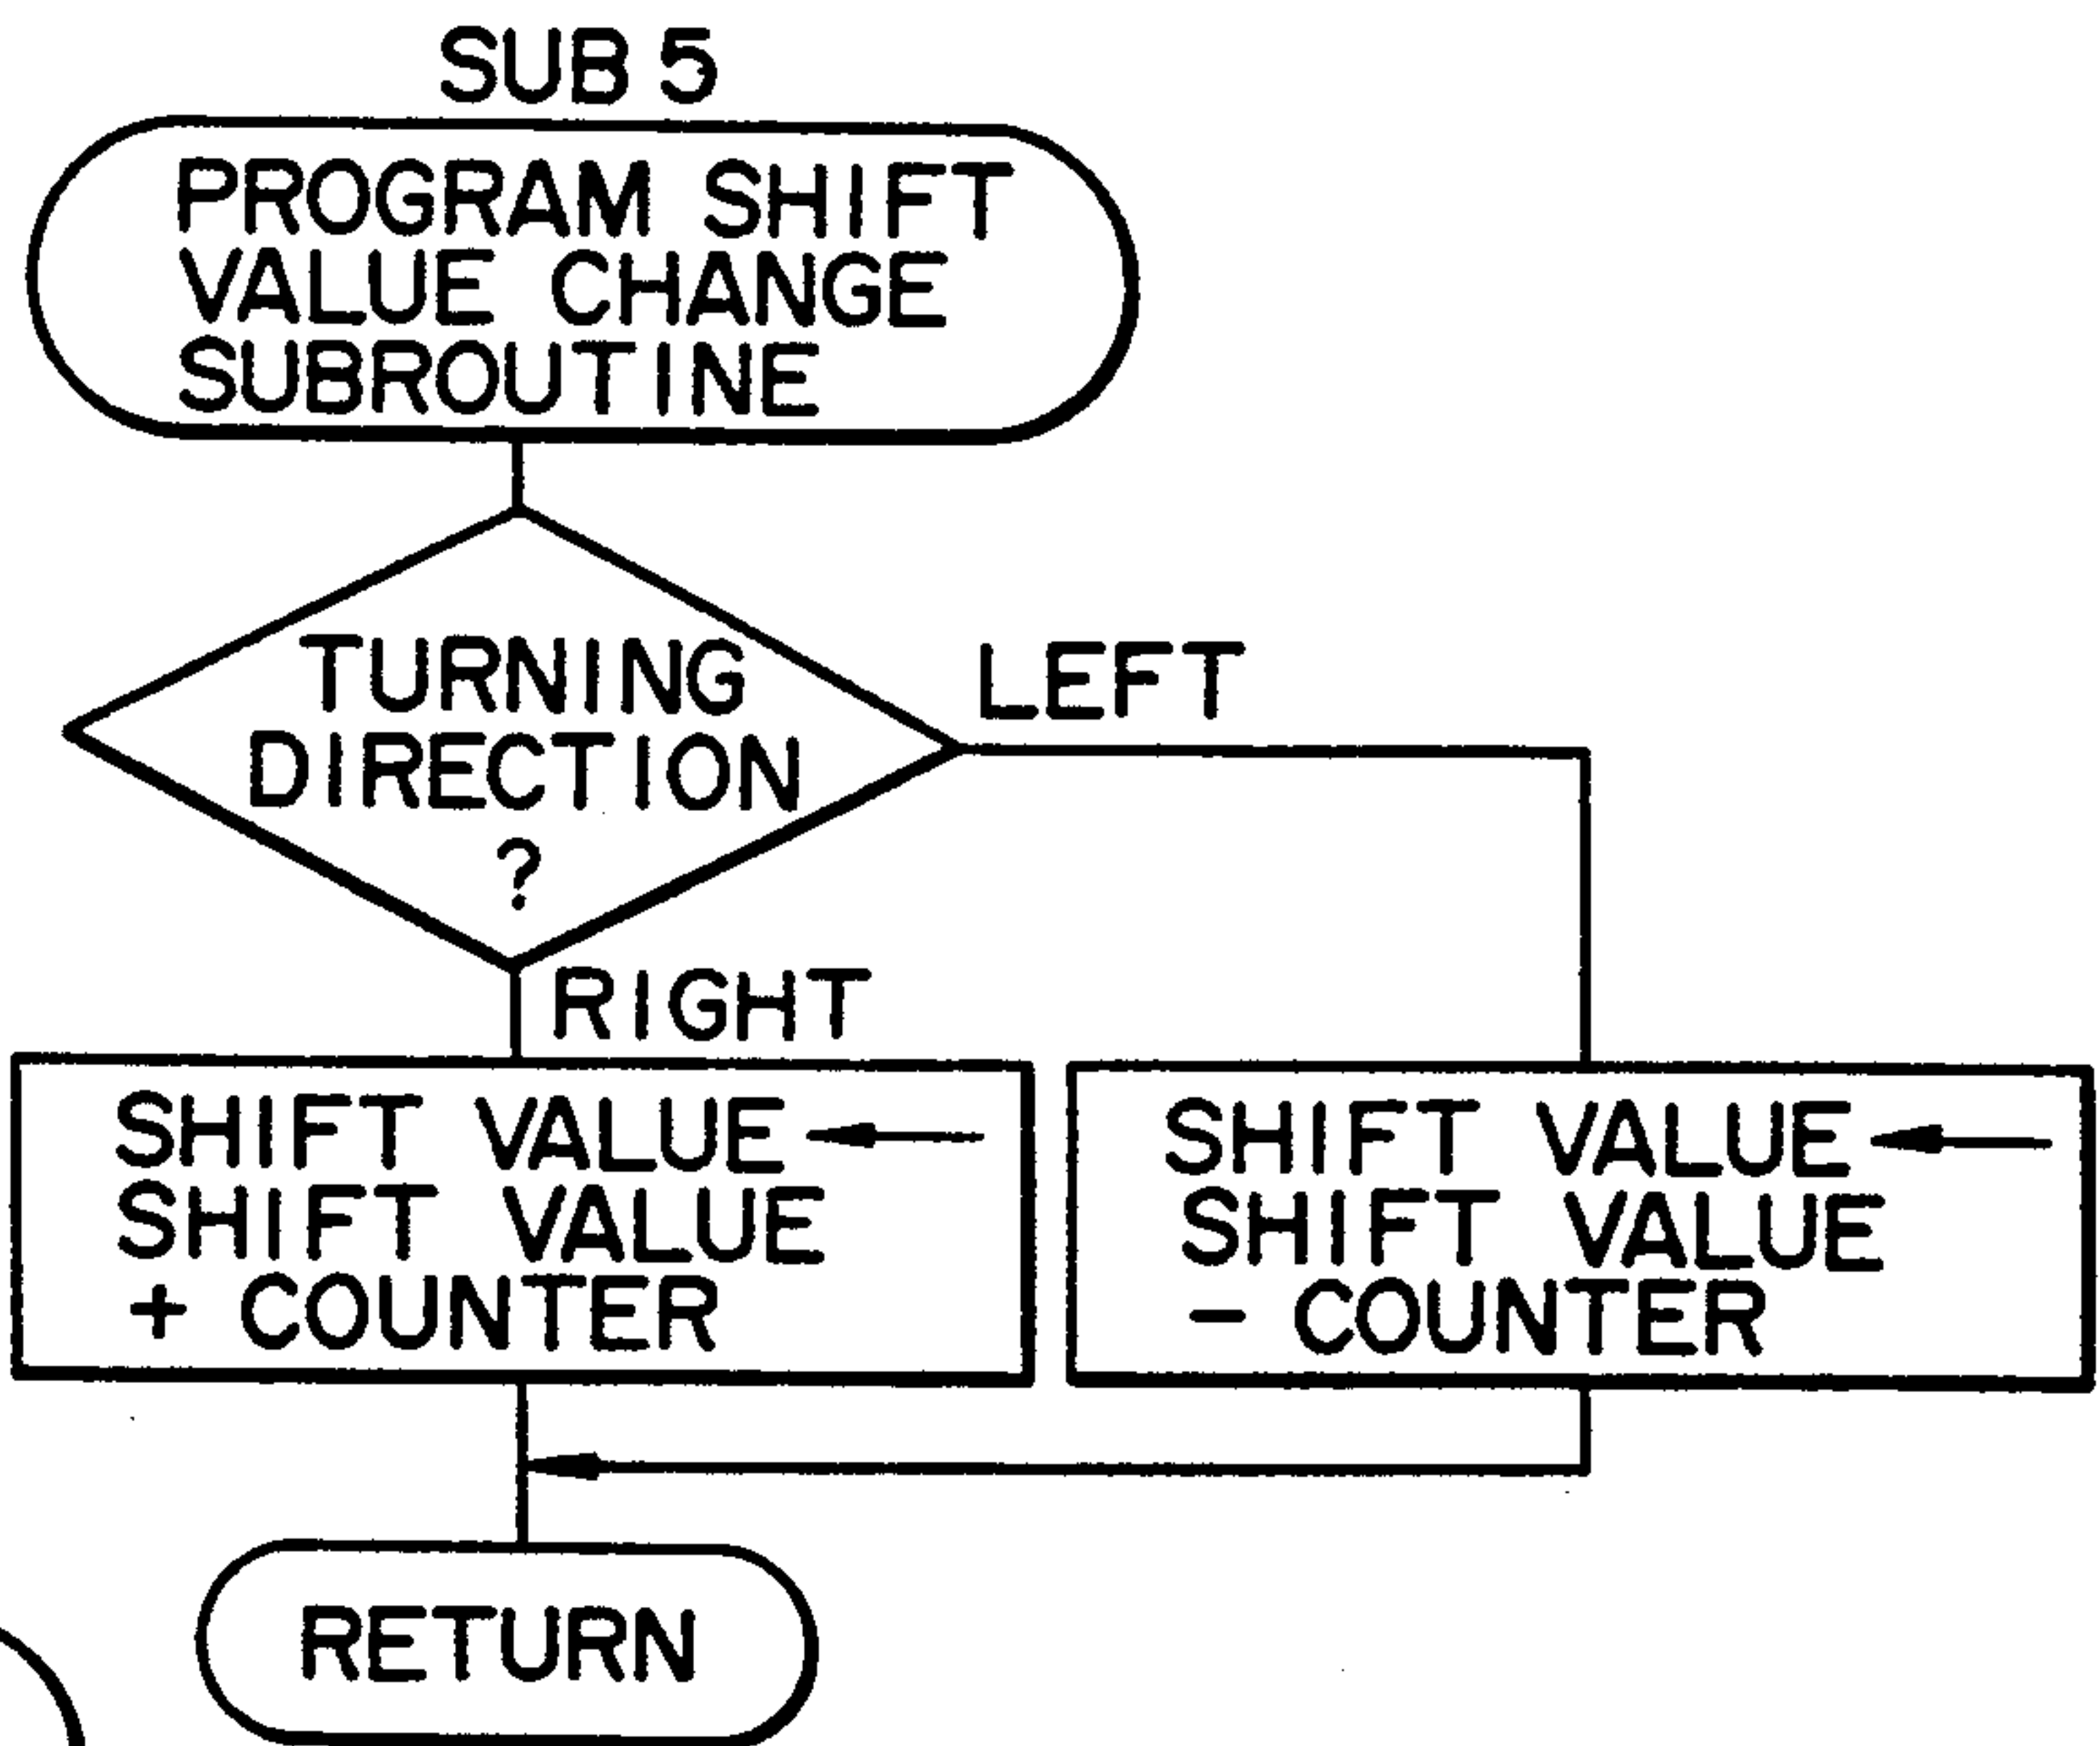 SUB 5
PROGRAM SHIFT
VALUE CHANGE
SUBROUTINE
TURNING
DIRECTION
?
LEFT
RIGHT
SHIFT VALUE ←
SHIFT VALUE
+ COUNTER
SHIFT VALUE ←
SHIFT VALUE
- COUNTER
RETURN